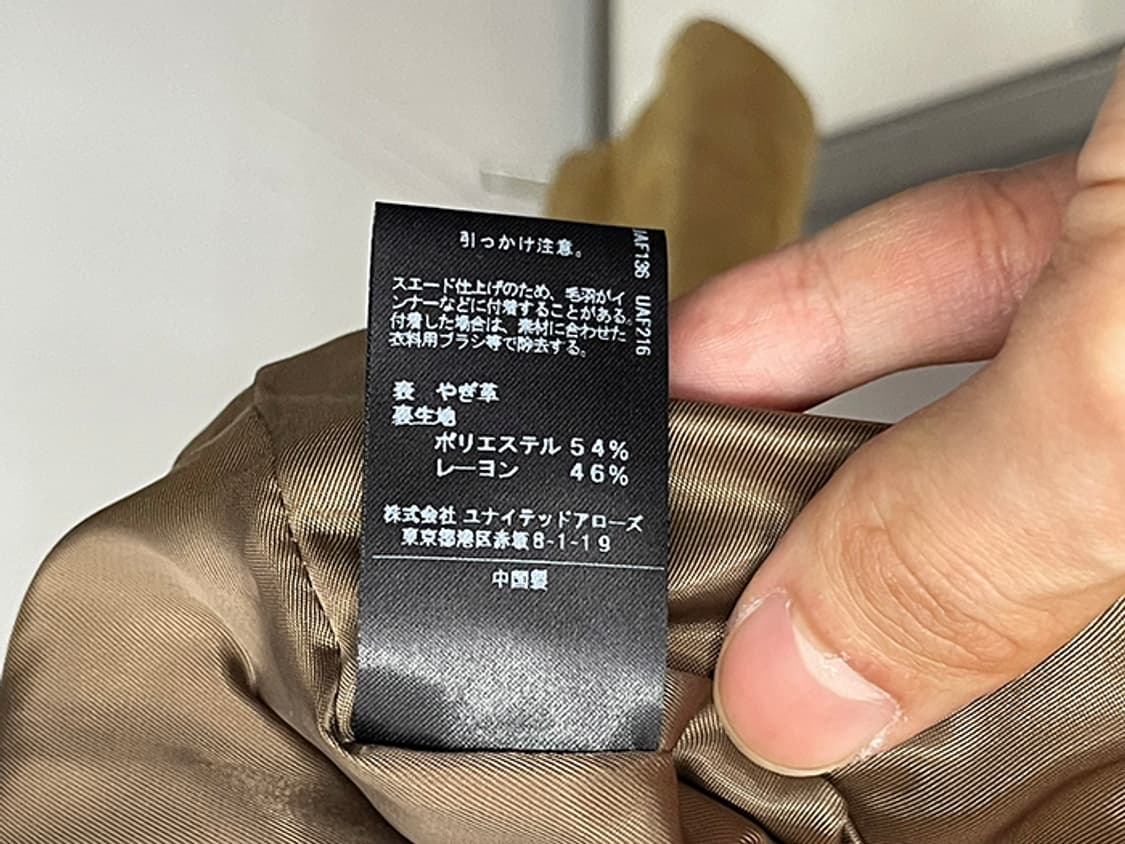 引っかけ注意。
スエード仕上げのため、毛羽がイ
ンナーなどに付着することがある。
付着した場合は、素材に合わせた
衣料用ブラシ等で除去する。
表 やぎ革
裏生地
ポリエステル 54%
レーヨン 46%
株式会社 ユナイテッドアローズ
東京都港区赤坂8-1-19
中国製
UAF136 UAF216